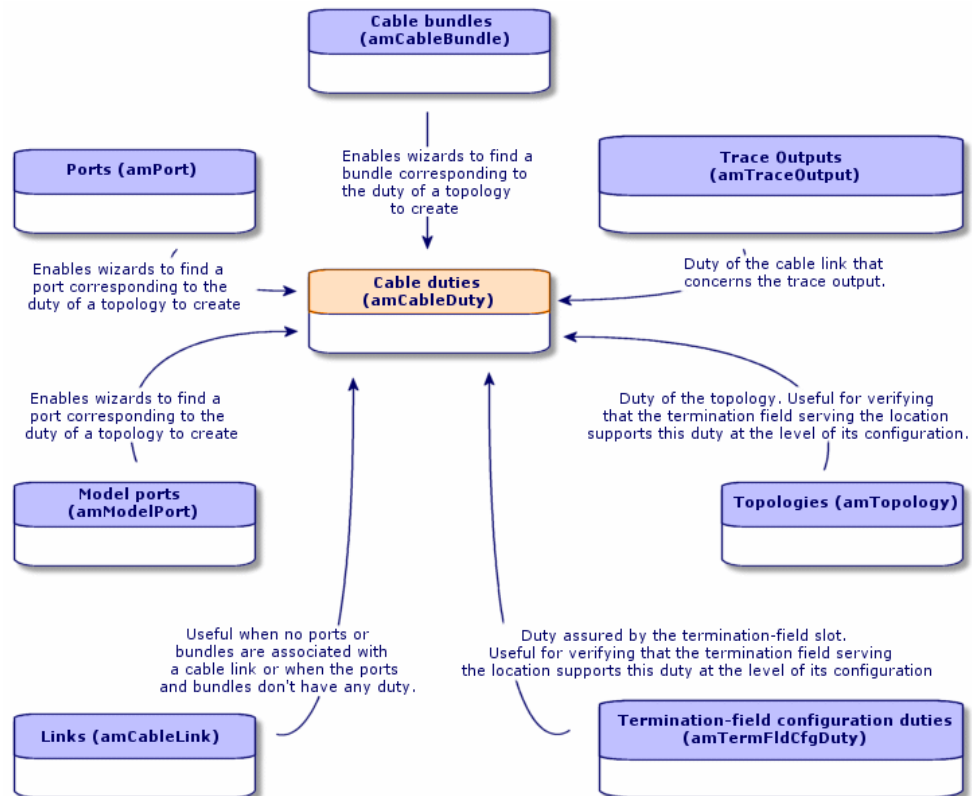 Cable bundles
(amCableBundle)
Enables wizards to find a
bundle corresponding to
the duty of a topology
to create
Ports (amPort)
Trace Outputs
(amTraceOutput)
Enables wizards to find a
port corresponding to the
duty of a topology to create
Cable duties
(amCableDuty)
Duty of the cable link that
concerns the trace output.
Enables wizards to find a
port corresponding to the
duty of a topology to create
Duty of the topology. Useful for verifying
that the termination field serving the location
supports this duty at the level of its configuration.
Model ports
(amModelPort)
Topologies (amTopology)
Useful when no ports or
bundles are associated with
a cable link or when the ports
and bundles don't have any duty.
Duty assured by the termination-field slot.
Useful for verifying that the termination field serving
the location supports this duty at the level of its configuration
Links (amCableLink)
Termination-field configuration duties
(amTermFldCfgDuty)